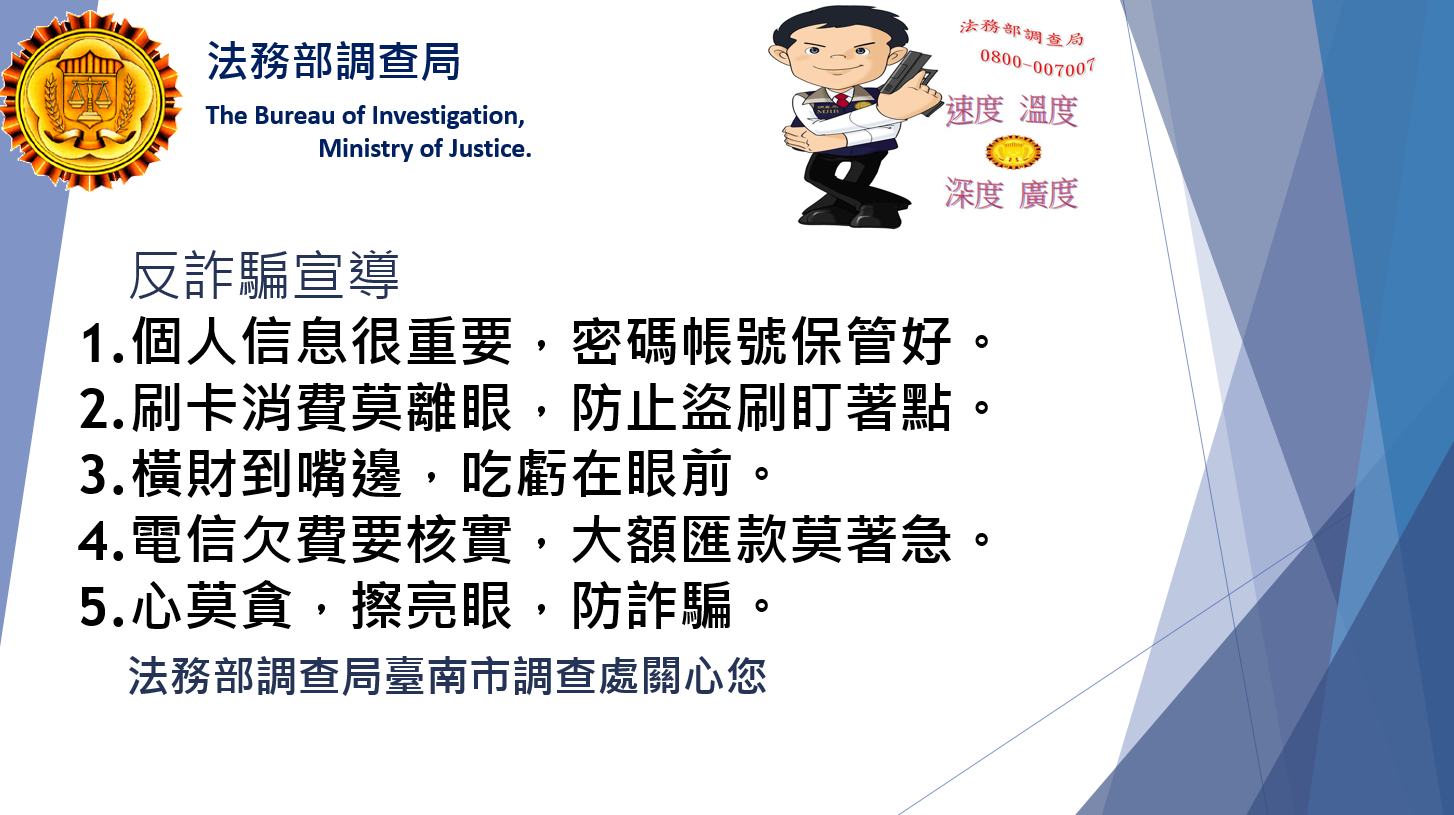 法務部調查局
The Bureau of Investigation,
Ministry of Justice.
法務部調查局
0800-007007
速度 溫度
深度 廣度
MJIB
反詐騙宣導
1.個人信息很重要，密碼帳號保管好。
2.刷卡消費莫離眼，防止盜刷盯著點。
3.橫財到嘴邊，吃虧在眼前。
4.電信欠費要核實，大額匯款莫著急。
5.心莫貪，擦亮眼，防詐騙。
法務部調查局臺南市調查處關心您